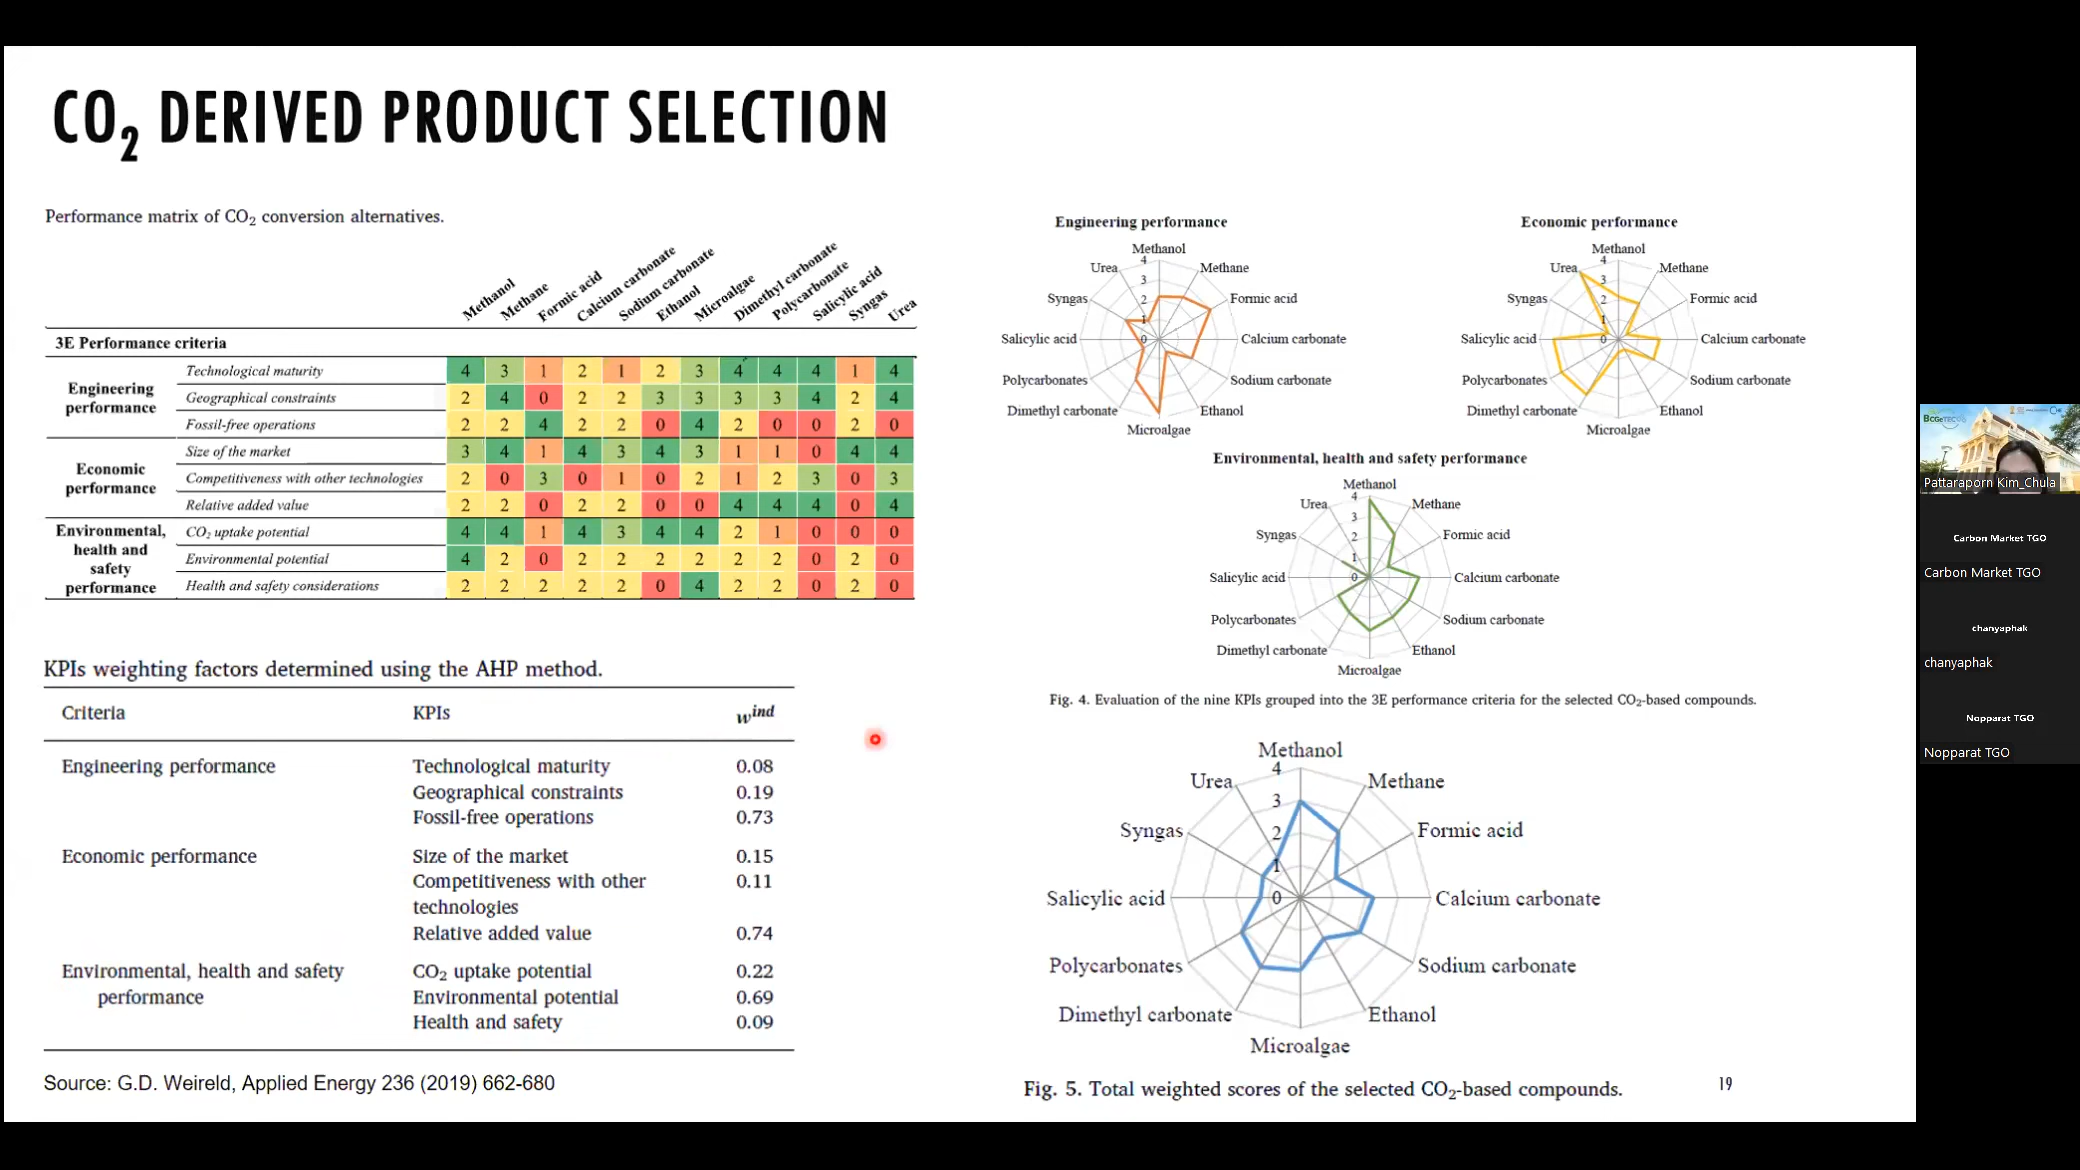 CO2 DERIVED PRODUCT SELECTION
Performance matrix of CO2 conversion alternatives.
Methanol Methane Formic acid Calcium carbonate Sodium carbonate Ethanol Microalgae Dimethyl carbonate Polycarbonate Salicylic acid Syngas Urea
3E Performance criteria
Engineering performance
Technological maturity 4 3 1 2 1 2 3 4 4 4 1 4
Geographical constraints 2 4 0 2 2 3 3 3 3 4 2 4
Fossil-free operations 2 2 4 2 2 0 4 2 0 0 2 0
Economic performance
Size of the market 3 4 1 4 3 4 3 1 1 0 4 4
Competitiveness with other technologies 2 0 3 0 1 0 2 1 2 3 0 3
Relative added value 2 2 0 2 2 0 0 4 4 4 0 4
Environmental, health and safety performance
CO2 uptake potential 4 4 1 4 3 4 4 2 1 0 0 0
Environmental potential 4 2 0 2 2 2 2 2 2 0 2 0
Health and safety considerations 2 2 2 2 2 0 4 2 2 0 2 0
KPIs weighting factors determined using the AHP method.
Criteria KPIs w^ind
Engineering performance Technological maturity 0.08
Geographical constraints 0.19
Fossil-free operations 0.73
Economic performance Size of the market 0.15
Competitiveness with other 0.11
technologies
Relative added value 0.74
Environmental, health and safety CO2 uptake potential 0.22
performance Environmental potential 0.69
Health and safety 0.09
Source: G.D. Weireld, Applied Energy 236 (2019) 662-680
Engineering performance
Methanol
4
Urea Methane
3
Syngas 2 Formic acid
1
Salicylic acid 0 Calcium carbonate
Polycarbonates Sodium carbonate
Dimethyl carbonate Ethanol
Microalgae
Economic performance
Methanol
4
Urea Methane
3
Syngas 2 Formic acid
1
Salicylic acid 0 Calcium carbonate
Polycarbonates Sodium carbonate
Dimethyl carbonate Ethanol
Microalgae
Environmental, health and safety performance
Methanol
4
Urea Methane
3
Syngas 2 Formic acid
1
Salicylic acid 0 Calcium carbonate
Polycarbonates Sodium carbonate
Dimethyl carbonate Ethanol
Microalgae
Fig. 4. Evaluation of the nine KPIs grouped into the 3E performance criteria for the selected CO2-based compounds.
Methanol
4
Urea Methane
3
Syngas 2 Formic acid
1
Salicylic acid 0 Calcium carbonate
Polycarbonates Sodium carbonate
Dimethyl carbonate Ethanol
Microalgae
Fig. 5. Total weighted scores of the selected CO2-based compounds.
19
Pattaraporn Kim_Chula
Carbon Market TGO
Carbon Market TGO
chanyaphak
chanyaphak
Nopparat TGO
Nopparat TGO